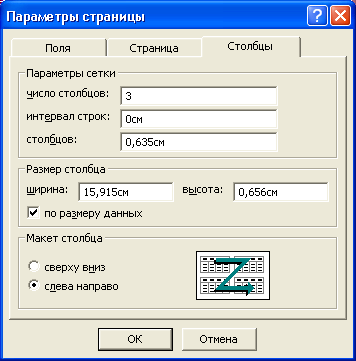 Параметры страницы
Поля Страница Столбцы
Параметры сетки
число столбцов: 3
интервал строк: 0см
столбцов: 0,635см
Размер столбца
ширина: 15,915см высота: 0,656см
по размеру данных
Макет столбца
сверху вниз
слева направо
OK Отмена